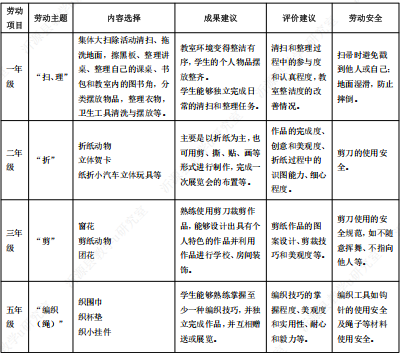 劳动项目
劳动主题
内容选择
成果建议
评价建议
劳动安全
一年级
“扫、理”
集体大扫除活动清扫、拖
洗地面，擦黑板、整理讲
桌、整理自己的课桌、书
包和教室内的图书角，分
类摆放物品，整理衣物，
卫生工具清洗与摆放等。
教室环境变得整洁有
序，学生的个人物品摆
放整齐。
学生能够独立完成日
常的清扫和整理任务。
清扫和整理过
程中的参与度
和认真程度，教
室整洁度的改
善情况。
扫帚时避免戳
到他人或自己；
地面湿滑，防止
摔倒。
二年级
“折”
折纸动物
立体贺卡
纸折小汽车立体玩具等
主要是以折纸为主，也
可用剪、撕、贴、画等
形式进行制作，完成一
次展览会的布置等。
作品的完成度、
创意和美观度、
折纸过程中的
识图能力、细心
程度。
剪刀的使用安
全。
三年级
“剪”
窗花
剪纸动物
团花
熟练使用剪刀裁剪作
品，能够设计出具有个
人特色的作品并利用
作品进行学校、房间装
饰。
剪纸作品的图
案设计、剪裁技
巧和美观度等。
剪刀使用的安
全规范，如不随
意挥舞、不指向
他人等。
五年级
“编织（绳）”
织围巾
织杯垫
织小挂件
学生能够熟练掌握至
少一种编织技巧，并独
立完成作品，并互相赠
送或展览。
编织技巧的掌
握程度、美观度
和实用性、耐心
和毅力等。
编织工具如钩
针的使用安全
及绳子等材料
使用安全。